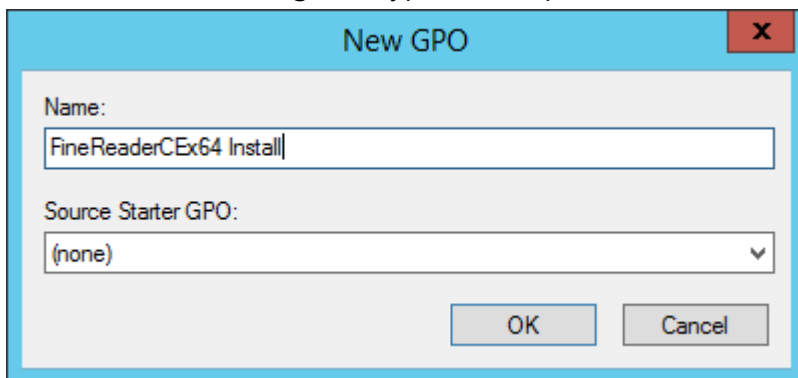 New GPO
x
Name:
FineReaderCEx64 Install
Source Starter GPO:
(none)
OK Cancel